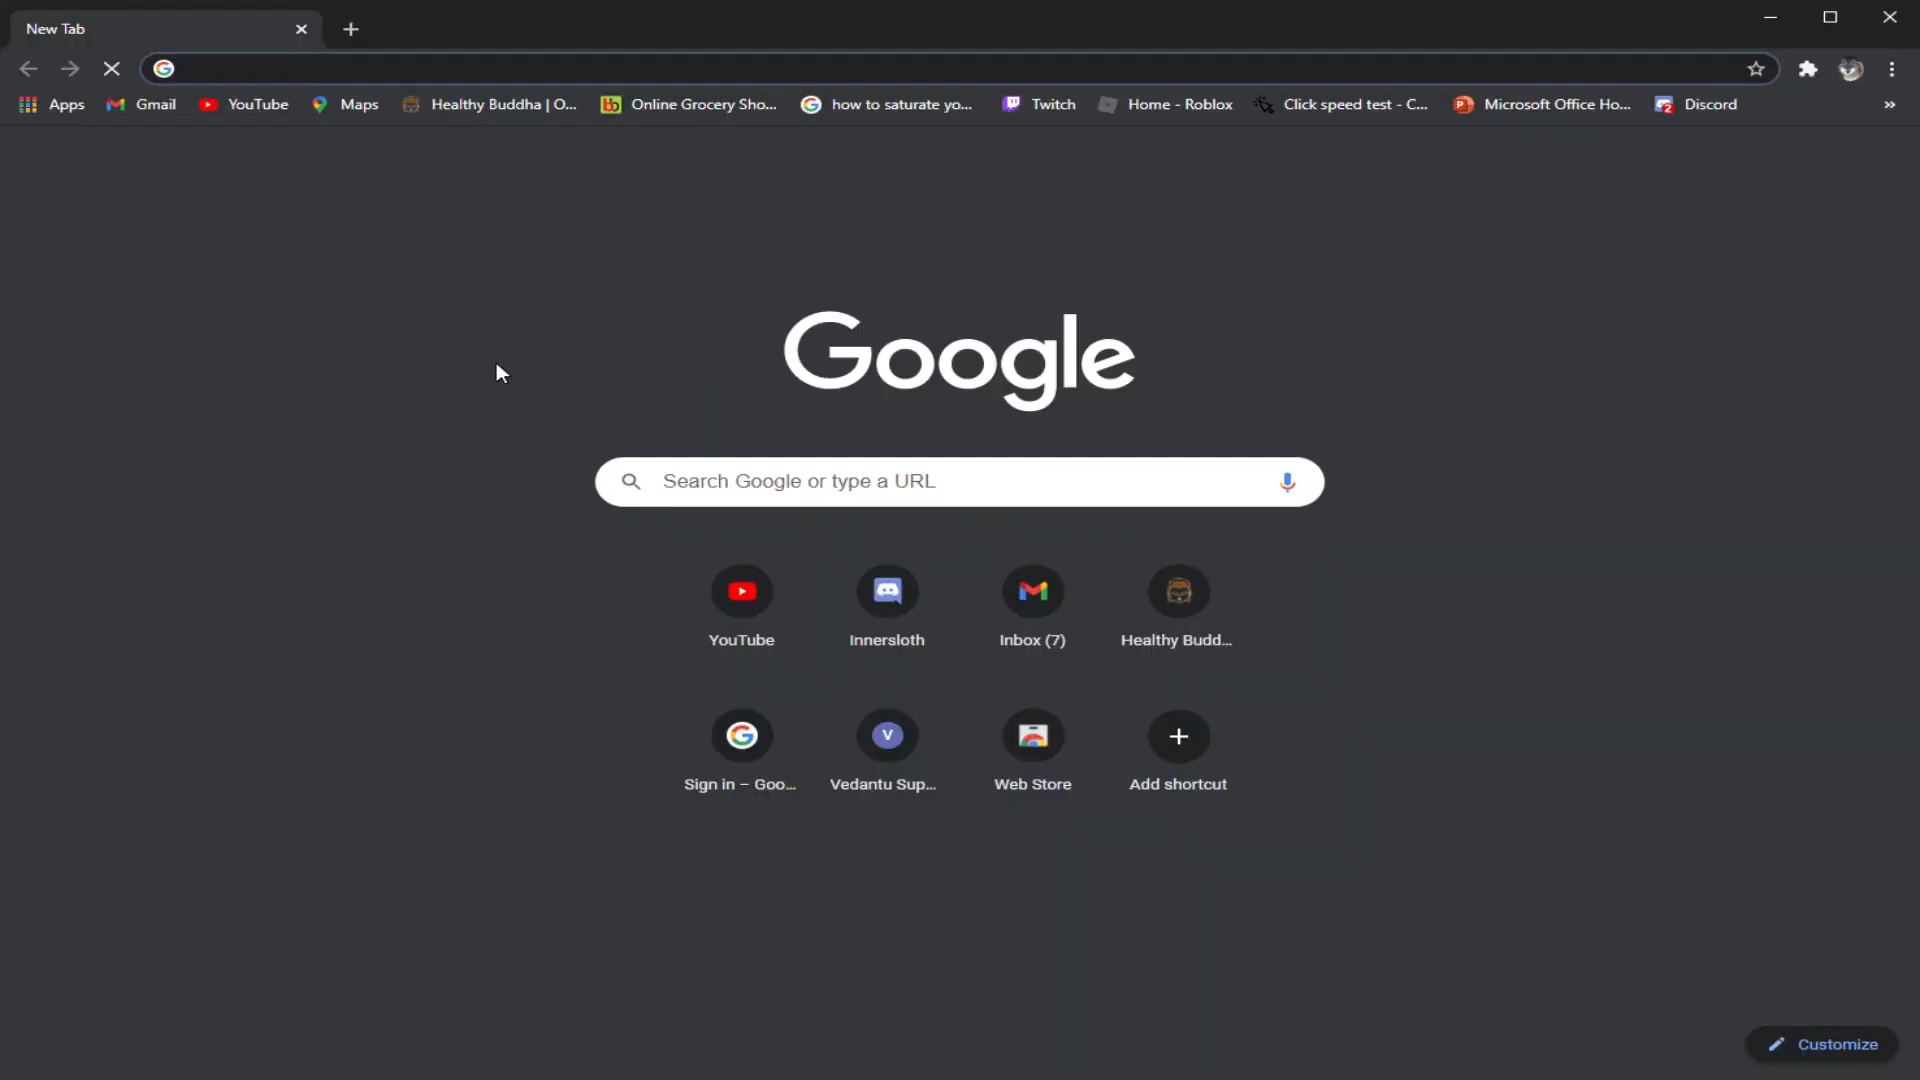 New Tab
Apps Gmail YouTube Maps Healthy Buddha | O... Online Grocery Sho... how to saturate yo... Twitch Home - Roblox Click speed test - C... Microsoft Office Ho... 2 Discord »
Google
Search Google or type a URL
YouTube Innersloth Inbox (7) Healthy Budd...
V
Sign in – Goo... Vedantu Sup... Web Store Add shortcut
Customize